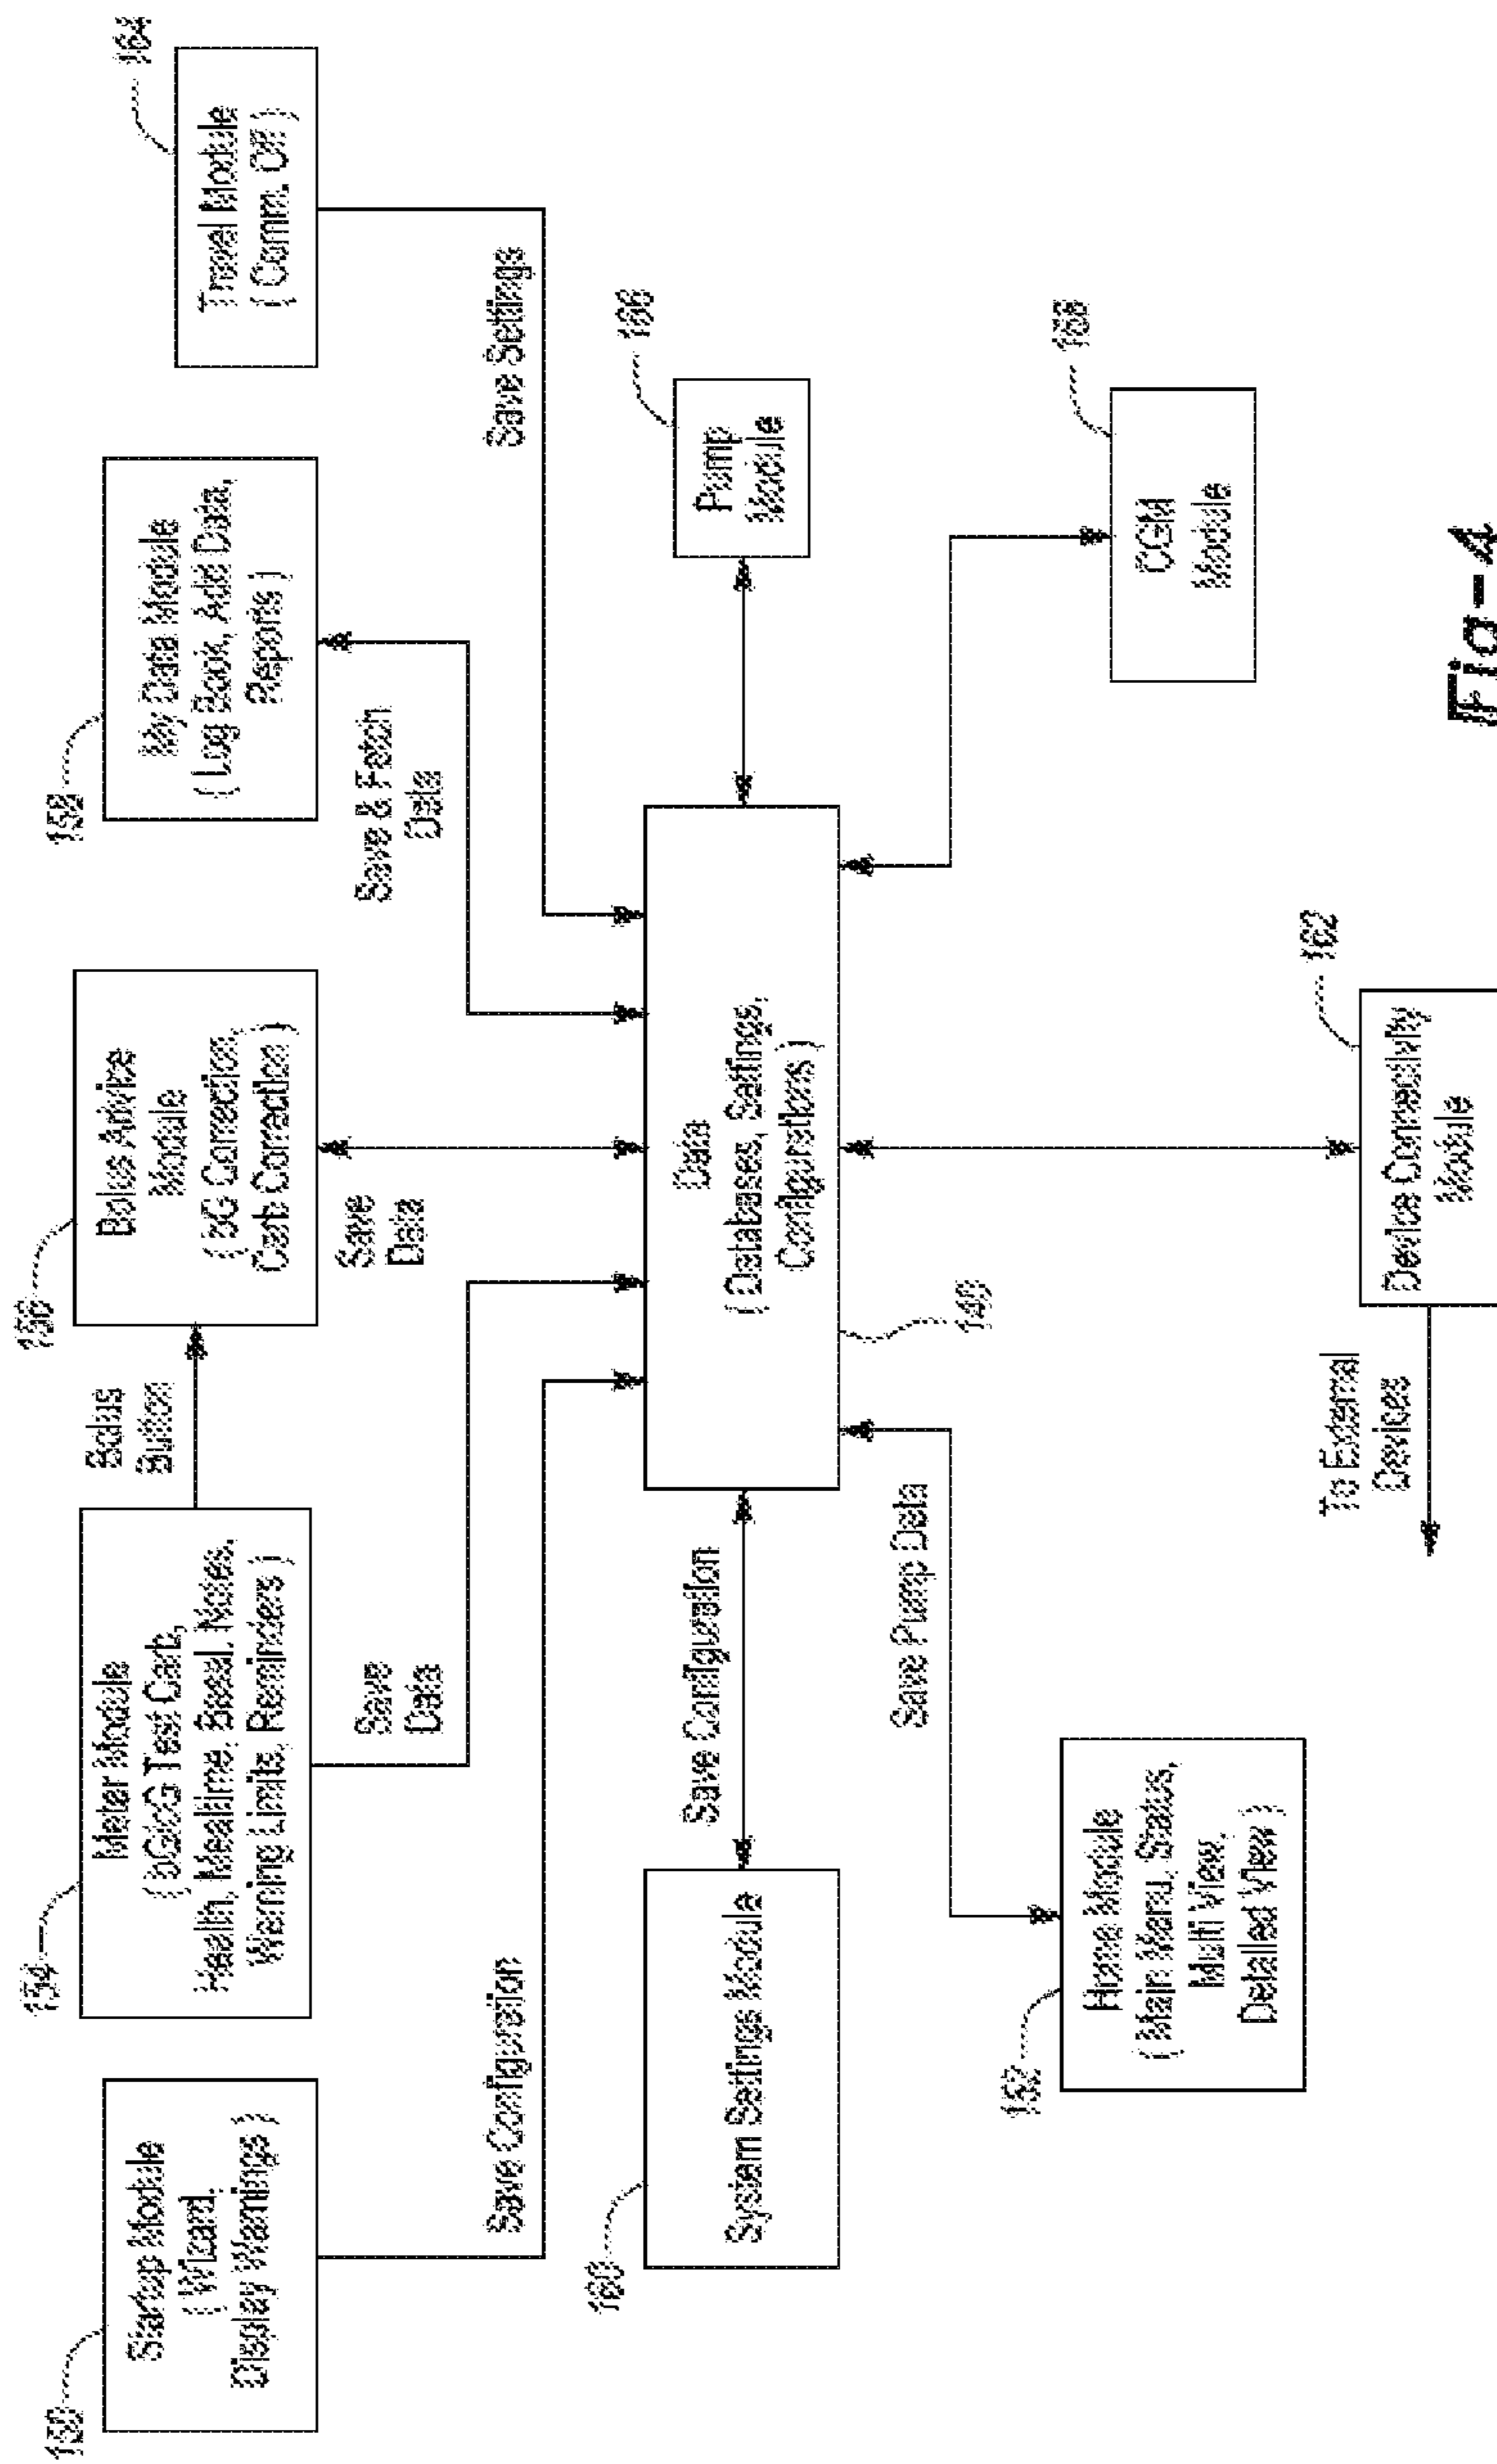 150
Startup Module
( Wizard,
Display Warnings )
154
Meter Module
( bG/cG Test Carb,
Health, Mealtime, Basal, Notes,
Warning Limits, Reminders )
Bolus
Button
156
Bolus Advice
Module
( bG Correction,
Carb Correction )
158
My Data Module
( Log Book, Add Data,
Reports )
164
Travel Module
( Comm. Off )
Save Configuration
Save
Data
Save
Data
Save & Fetch
Data
Save Settings
160
System Settings Module
Save Configuration
Data
( Databases, Settings,
Configurations )
140
166
Pump
Module
152
Home Module
( Main Menu, Status,
Multi View,
Detailed View )
Save Pump Data
168
CGM
Module
162
Device Connectivity
Module
To External
Devices
Fig-4